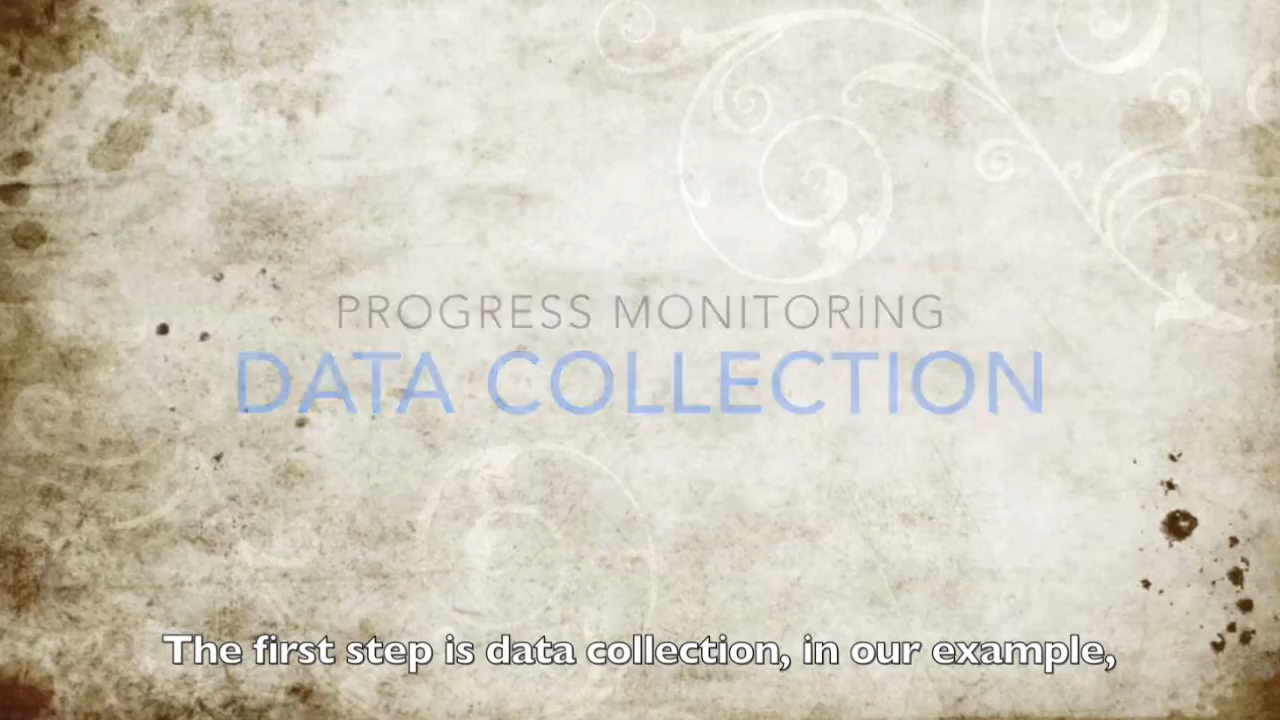 PROGRESS MONITORING
DATA COLLECTION
The first step is data collection, in our example,